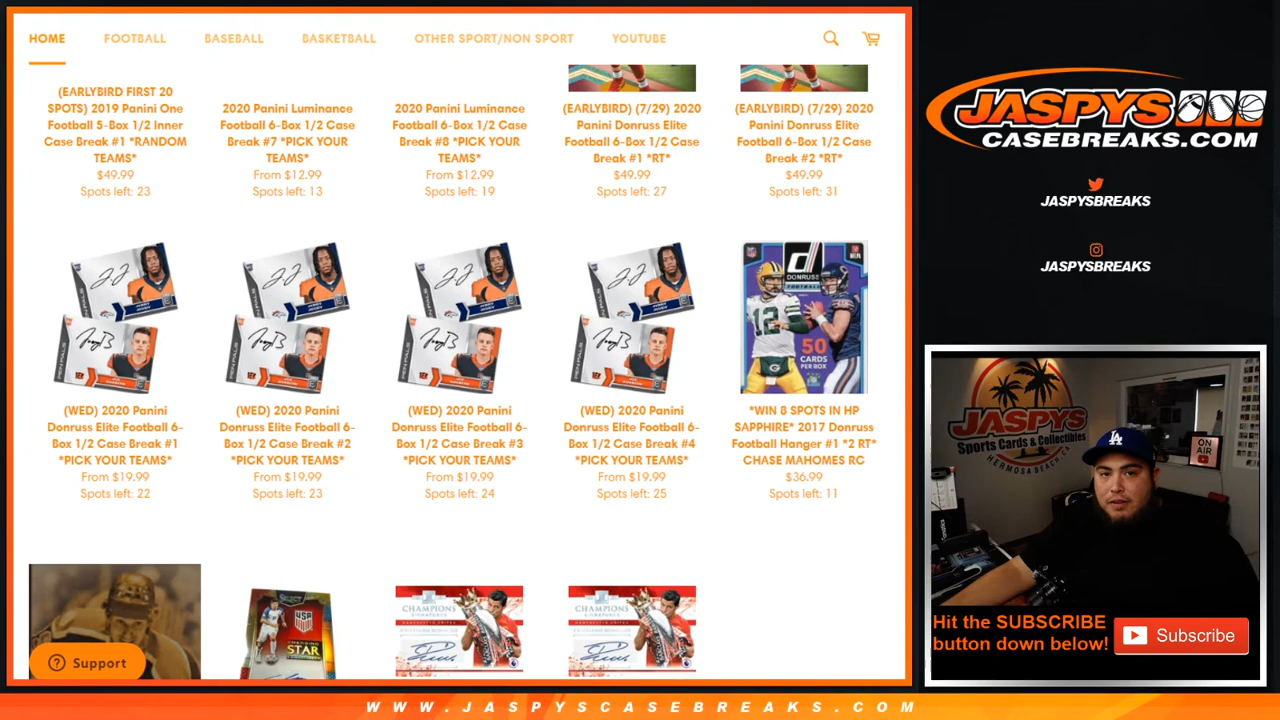 HOME FOOTBALL BASEBALL BASKETBALL OTHER SPORT/NON SPORT YOUTUBE
(EARLYBIRD FIRST 20
SPOTS) 2019 Panini One
Football 5-Box 1/2 Inner
Case Break #1 *RANDOM
TEAMS*
$49.99
Spots left: 23
2020 Panini Luminance
Football 6-Box 1/2 Case
Break #7 *PICK YOUR
TEAMS*
From $12.99
Spots left: 13
2020 Panini Luminance
Football 6-Box 1/2 Case
Break #8 *PICK YOUR
TEAMS*
From $12.99
Spots left: 19
(EARLYBIRD) (7/29) 2020
Panini Donruss Elite
Football 6-Box 1/2 Case
Break #1 *RT*
$49.99
Spots left: 27
(EARLYBIRD) (7/29) 2020
Panini Donruss Elite
Football 6-Box 1/2 Case
Break #2 *RT*
$49.99
Spots left: 31
(WED) 2020 Panini
Donruss Elite Football 6-
Box 1/2 Case Break #1
*PICK YOUR TEAMS*
From $19.99
Spots left: 22
(WED) 2020 Panini
Donruss Elite Football 6-
Box 1/2 Case Break #2
*PICK YOUR TEAMS*
From $19.99
Spots left: 23
(WED) 2020 Panini
Donruss Elite Football 6-
Box 1/2 Case Break #3
*PICK YOUR TEAMS*
From $19.99
Spots left: 24
(WED) 2020 Panini
Donruss Elite Football 6-
Box 1/2 Case Break #4
*PICK YOUR TEAMS*
From $19.99
Spots left: 25
DONRUSS
FOOTBALL
12
50
CARDS
PER BOX
*WIN 8 SPOTS IN HP
SAPPHIRE* 2017 Donruss
Football Hanger #1 *2 RT*
CHASE MAHOMES RC
$36.99
Spots left: 11
USA
STAR
CHAMPIONS
SIGNATURES
CHAMPIONS
SIGNATURES
Support
JASPYS
CASEBREAKS.COM
JASPYSBREAKS
JASPYSBREAKS
JASPYS
Sports Cards & Collectibles
HERMOSA BEACH, CA
ON
AIR
LA
Hit the SUBSCRIBE
button down below!
Subscribe
WWW.JASPYSCASEBREAKS.COM